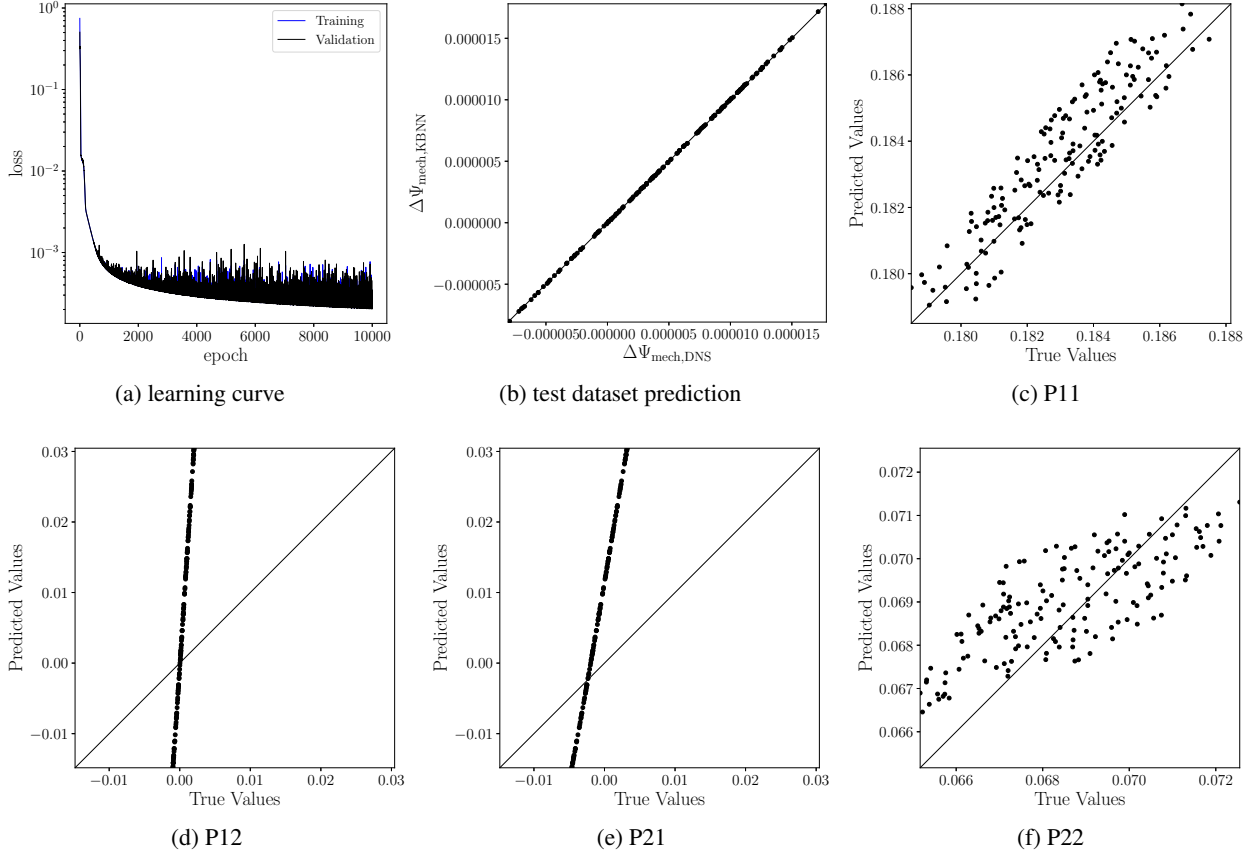 10⁰
10⁻¹
10⁻²
10⁻³
loss
Training
Validation
0 2000 4000 6000 8000 10000
epoch
(a) learning curve
0.000015
0.000010
0.000005
0.000000
−0.000005
ΔΨmech,KBNN
−0.000005 0.000000 0.000005 0.000010 0.000015
ΔΨmech,DNS
(b) test dataset prediction
0.188
0.186
0.184
0.182
0.180
Predicted Values
0.180 0.182 0.184 0.186 0.188
True Values
(c) P11
0.03
0.02
0.01
0.00
−0.01
Predicted Values
−0.01 0.00 0.01 0.02 0.03
True Values
(d) P12
0.03
0.02
0.01
0.00
−0.01
Predicted Values
−0.01 0.00 0.01 0.02 0.03
True Values
(e) P21
0.072
0.071
0.070
0.069
0.068
0.067
0.066
Predicted Values
0.066 0.068 0.070 0.072
True Values
(f) P22